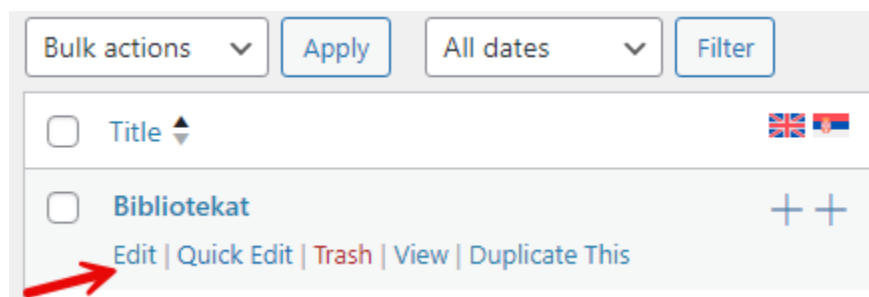 Bulk actions Apply All dates Filter
Title
Bibliotekat
Edit | Quick Edit | Trash | View | Duplicate This